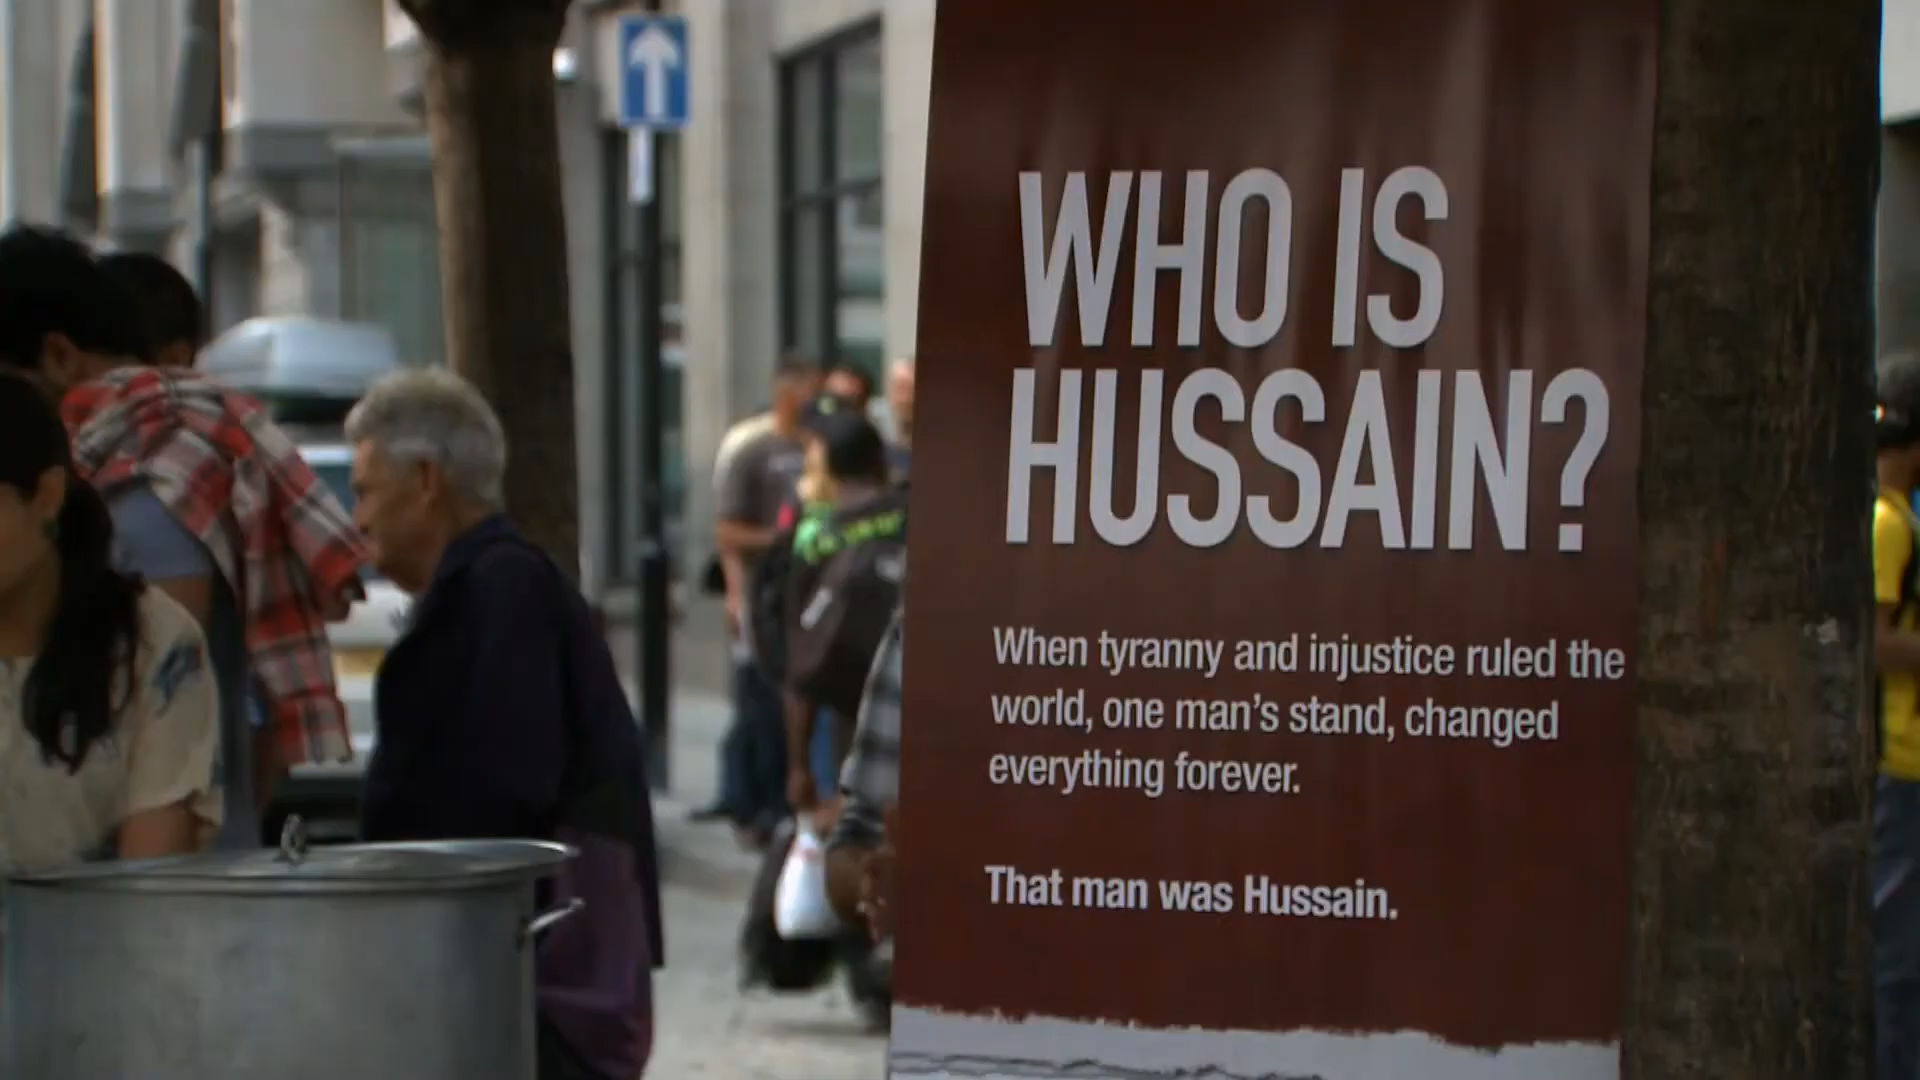 WHO IS
HUSSAIN?
When tyranny and injustice ruled the
world, one man's stand, changed
everything forever.
That man was Hussain.